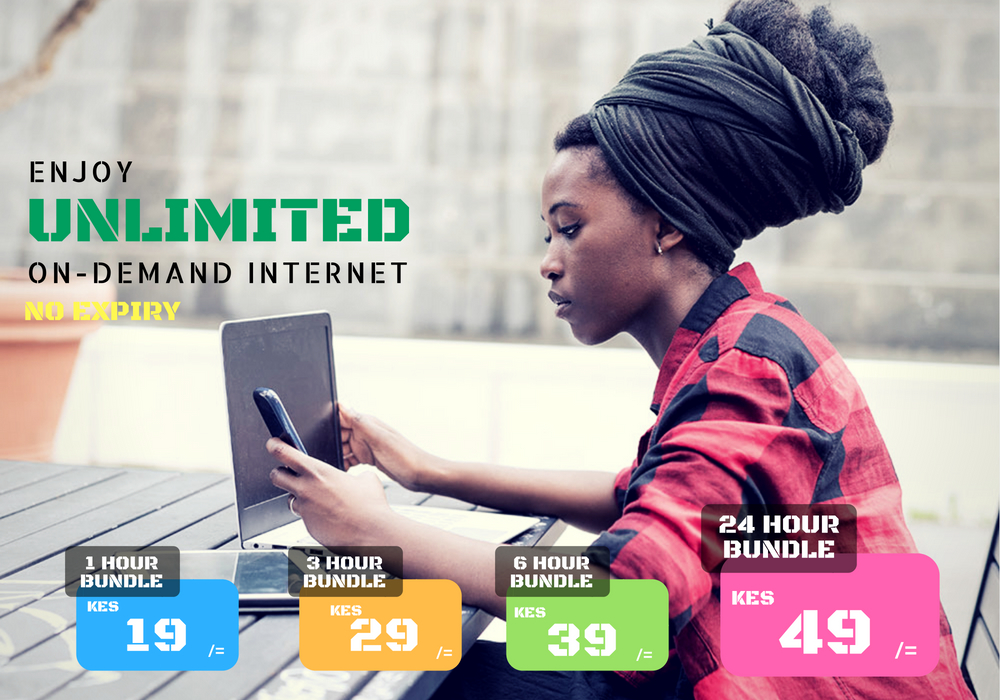 ENJOY
UNLIMITED
ON-DEMAND INTERNET
NO EXPIRY
1 HOUR
BUNDLE
KES
19 /=
3 HOUR
BUNDLE
KES
29 /=
6 HOUR
BUNDLE
KES
39 /=
24 HOUR
BUNDLE
KES
49 /=